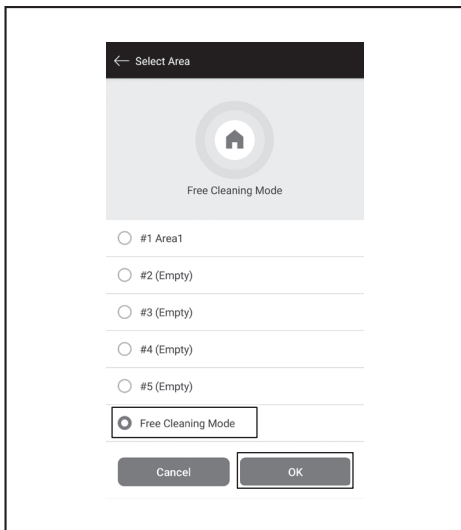 ← Select Area
Free Cleaning Mode
#1 Area1
#2 (Empty)
#3 (Empty)
#4 (Empty)
#5 (Empty)
Free Cleaning Mode
Cancel OK